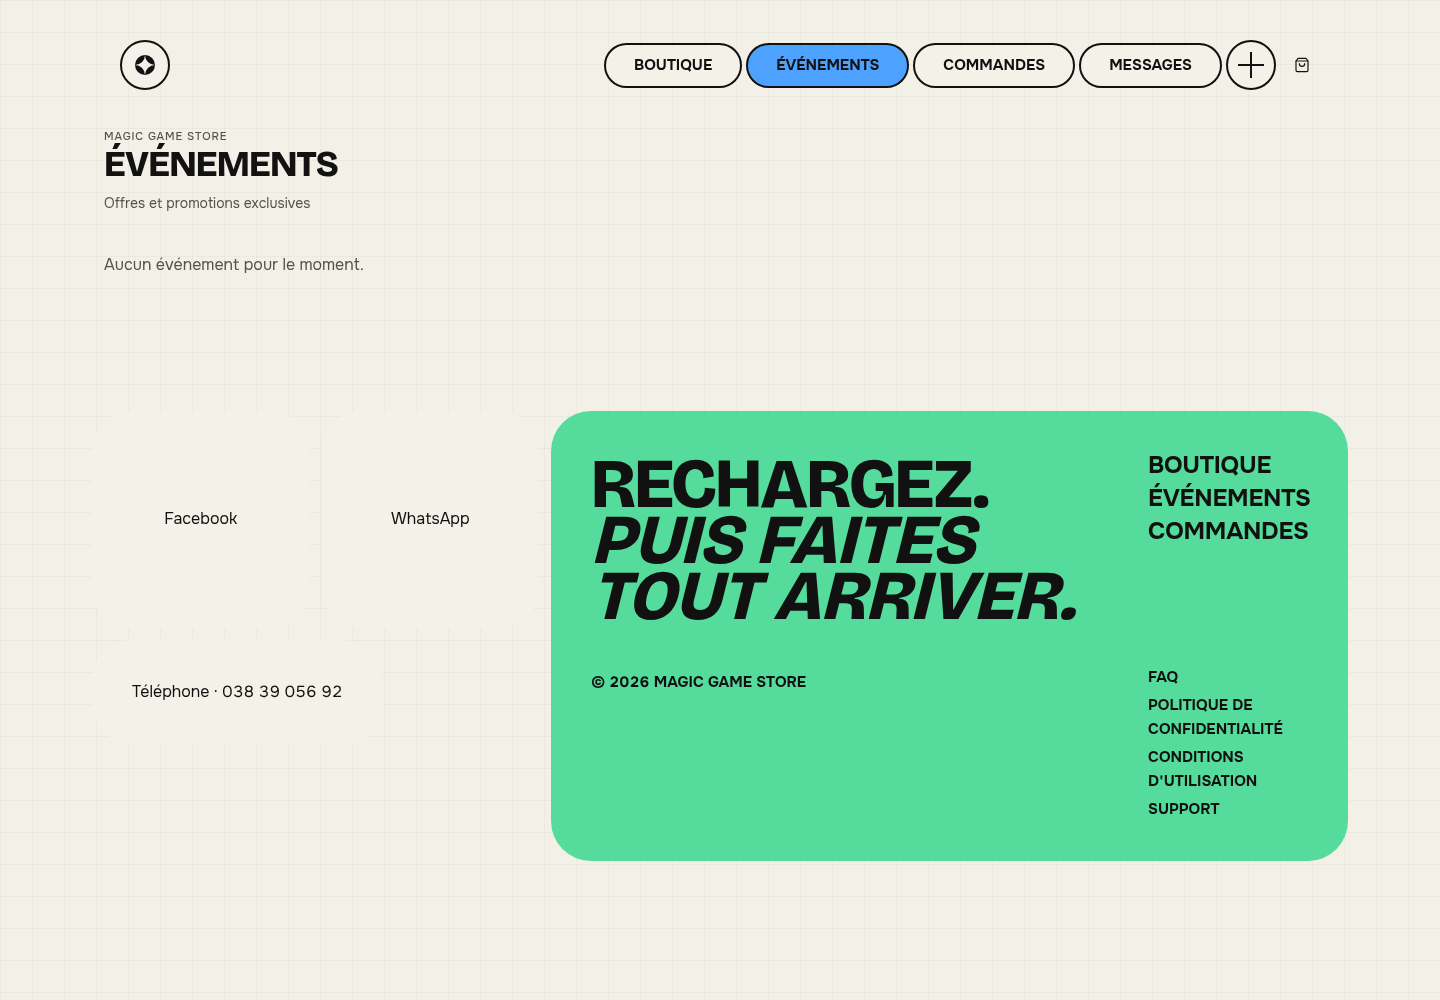 BOUTIQUE
ÉVÉNEMENTS
COMMANDES
MESSAGES
MAGIC GAME STORE
ÉVÉNEMENTS
Offres et promotions exclusives
Aucun événement pour le moment.
Facebook
WhatsApp
Téléphone · 038 39 056 92
RECHARGEZ.
PUIS FAITES
TOUT ARRIVER.
© 2026 MAGIC GAME STORE
BOUTIQUE
ÉVÉNEMENTS
COMMANDES
FAQ
POLITIQUE DE
CONFIDENTIALITÉ
CONDITIONS
D'UTILISATION
SUPPORT